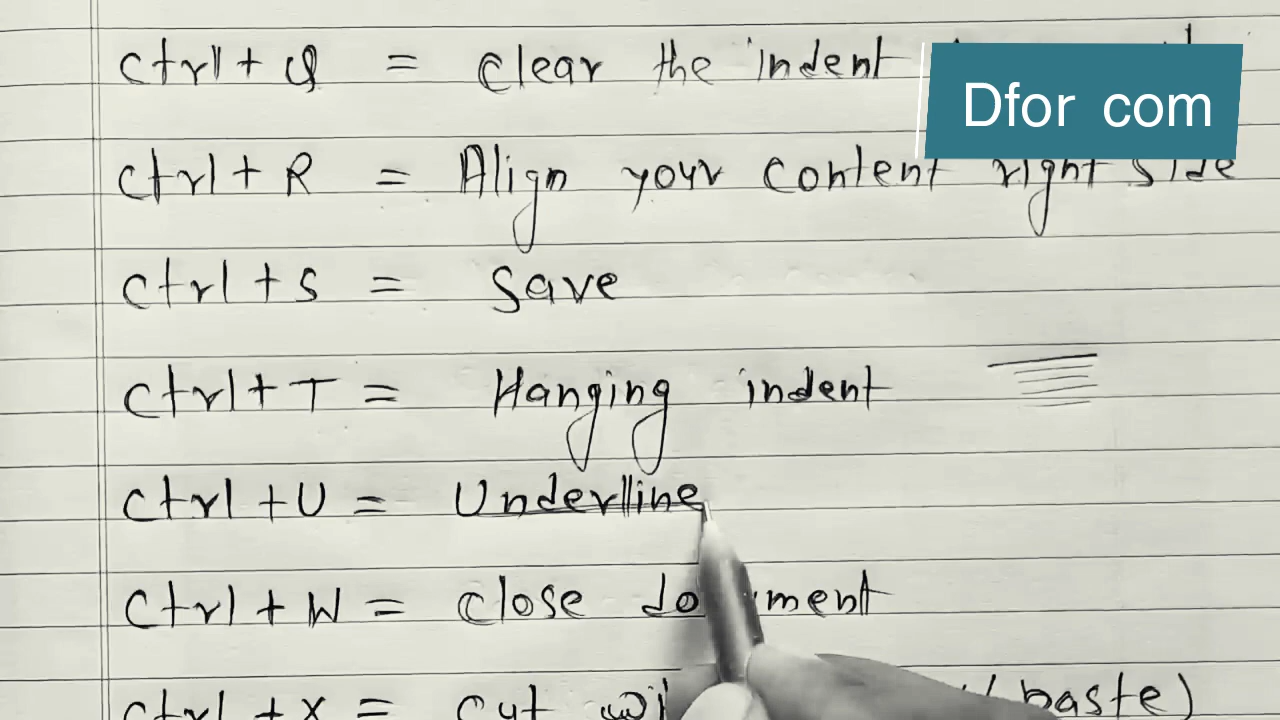 Ctrl + Q = Clear the indent
Dfor com
Ctrl + R = Align your content right side
Ctrl + S = Save
Ctrl + T = Hanging indent
Ctrl + U = Underline
Ctrl + W = close
Ctrl + X = cut paste)